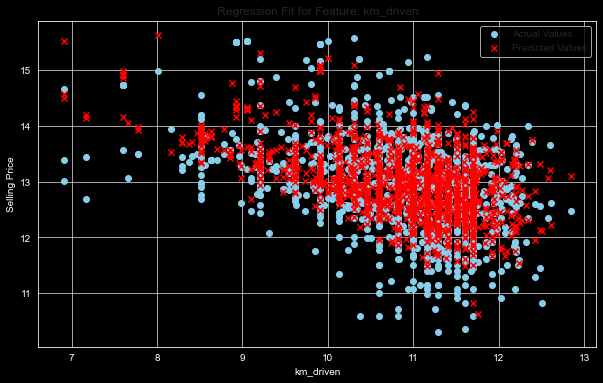 Regression Fit for Feature: km_driven
Actual Values
Predicted Values
Selling Price
15
14
13
12
11
7 8 9 10 11 12 13
km_driven